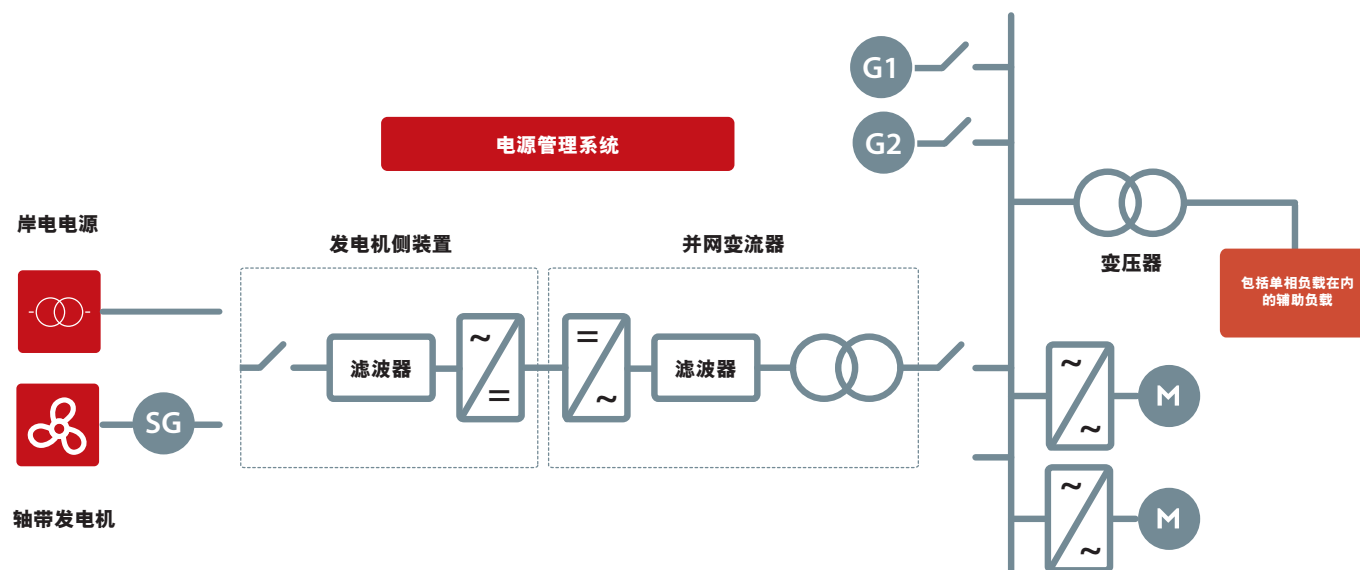 G1
G2
电源管理系统
岸电电源
发电机侧装置
并网变流器
变压器
包括单相负载在内
的辅助负载
滤波器
~
=
=
~
滤波器
SG
轴带发电机
~
~
M
~
~
M